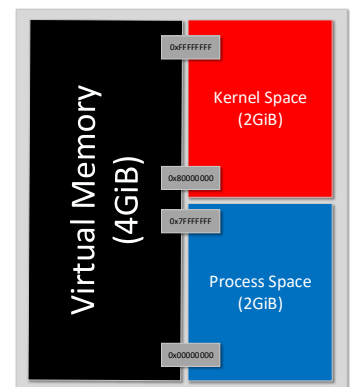 Virtual Memory
(4GiB)
0xFFFFFFFF
Kernel Space
(2GiB)
0x80000000
0x7FFFFFFF
Process Space
(2GiB)
0x00000000